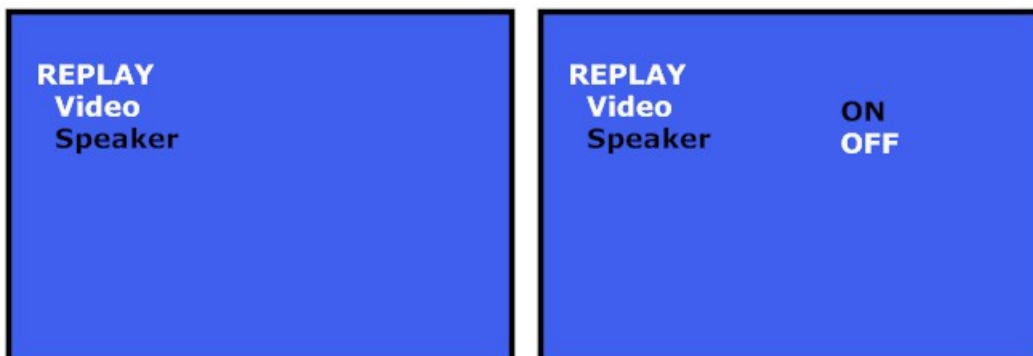 REPLAY
Video
Speaker
REPLAY
Video
Speaker
ON
OFF